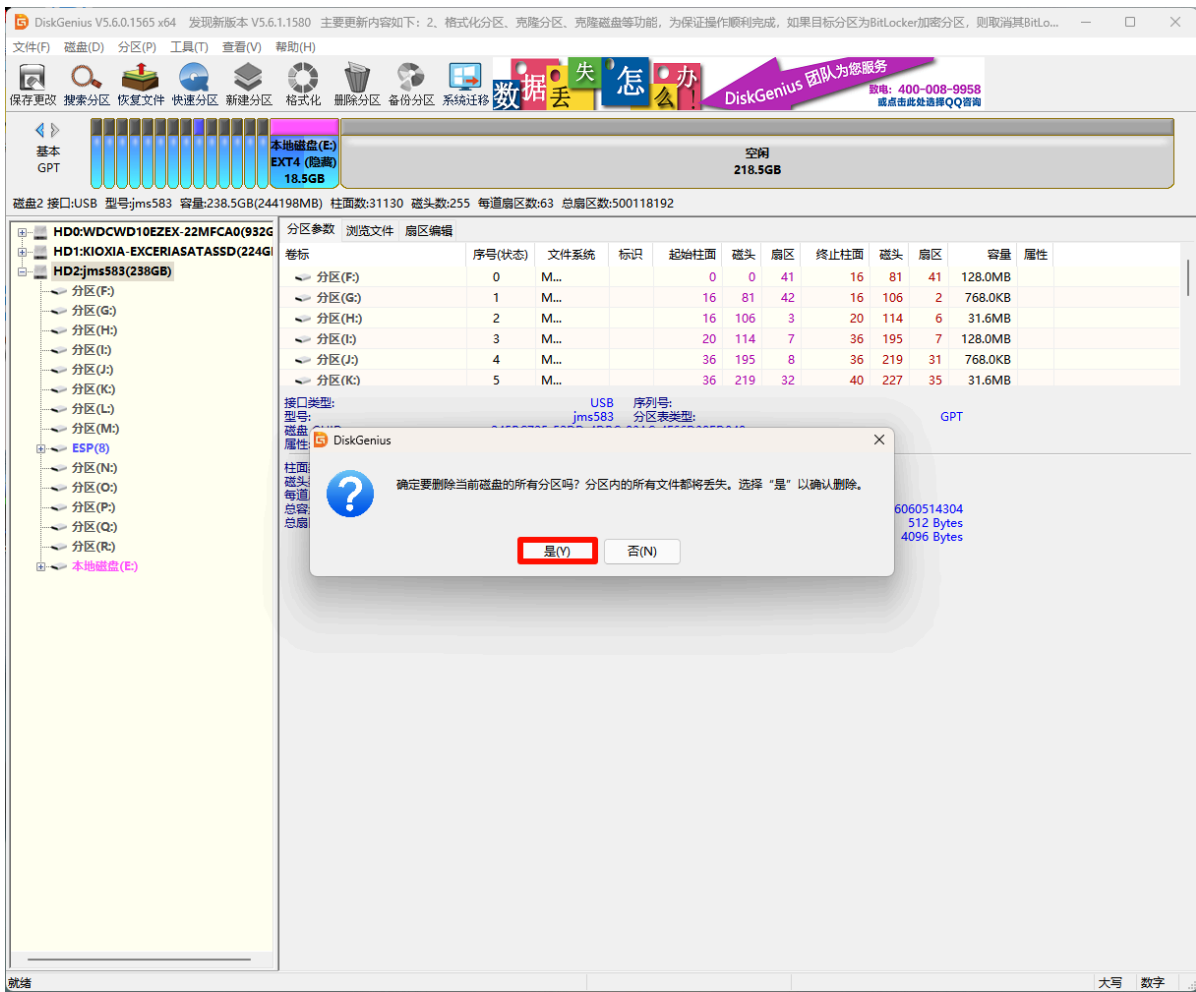 DiskGenius V5.6.0.1565 x64 发现新版本 V5.6.1.1580 主要更新内容如下：2、格式化分区、克隆分区、克隆磁盘等功能，为保证操作顺利完成，如果目标分区为BitLocker加密分区，则取消其BitLo...
文件(F) 磁盘(D) 分区(P) 工具(T) 查看(V) 帮助(H)
保存更改 搜索分区 恢复文件 快速分区 新建分区 格式化 删除分区 备份分区 系统迁移
数据丢失怎么办!
DiskGenius 团队为您服务
致电：400-008-9958
或点击此处选择QQ咨询
基本
GPT
本地磁盘(E:)
EXT4 (隐藏)
18.5GB
空闲
218.5GB
磁盘2 接口:USB 型号:jms583 容量:238.5GB(244198MB) 柱面数:31130 磁头数:255 每道扇区数:63 总扇区数:500118192
HD0:WDCWD10EZEX-22MFCA0(932G
HD1:KIOXIA-EXCERIASATASSD(224G
HD2:jms583(238GB)
分区(F:)
分区(G:)
分区(H:)
分区(I:)
分区(J:)
分区(K:)
分区(L:)
分区(M:)
ESP(8)
分区(N:)
分区(O:)
分区(P:)
分区(Q:)
分区(R:)
本地磁盘(E:)
分区参数 浏览文件 扇区编辑
卷标 序号(状态) 文件系统 标识 起始柱面 磁头 扇区 终止柱面 磁头 扇区 容量 属性
分区(F:) 0 M... 0 0 41 16 81 41 128.0MB
分区(G:) 1 M... 16 81 42 16 106 2 768.0KB
分区(H:) 2 M... 16 106 3 20 114 6 31.6MB
分区(I:) 3 M... 20 114 7 36 195 7 128.0MB
分区(J:) 4 M... 36 195 8 36 219 31 768.0KB
分区(K:) 5 M... 36 219 32 40 227 35 31.6MB
接口类型: USB 序列号:
型号: jms583 分区表类型: GPT
磁盘
属性
柱面
磁头
每道
总容 6060514304
总扇 512 Bytes
4096 Bytes
DiskGenius
确定要删除当前磁盘的所有分区吗？分区内的所有文件都将丢失。选择“是”以确认删除。
是(Y) 否(N)
就绪 大写 数字